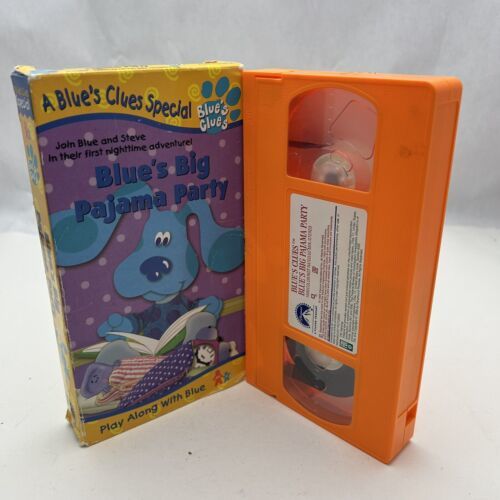 A Blue's Clues Special
Blue's
Clues
Join Blue and Steve
in their first nighttime adventure!
Blue's Big
Pajama Party
Play Along With Blue
BLUE'S CLUES™
BLUE'S BIG PAJAMA PARTY